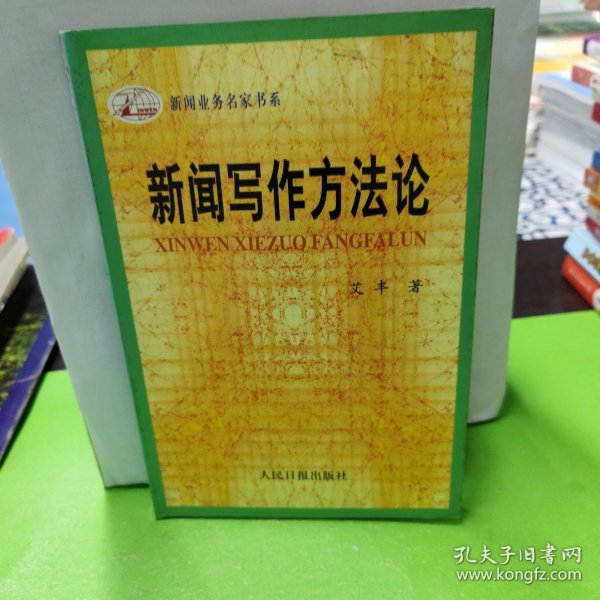 XINWEN
新闻业务名家书系
新闻写作方法论
XINWEN XIEZUO FANGFALUN
艾丰 著
人民日报出版社
孔夫子旧书网
www.kongfz.com